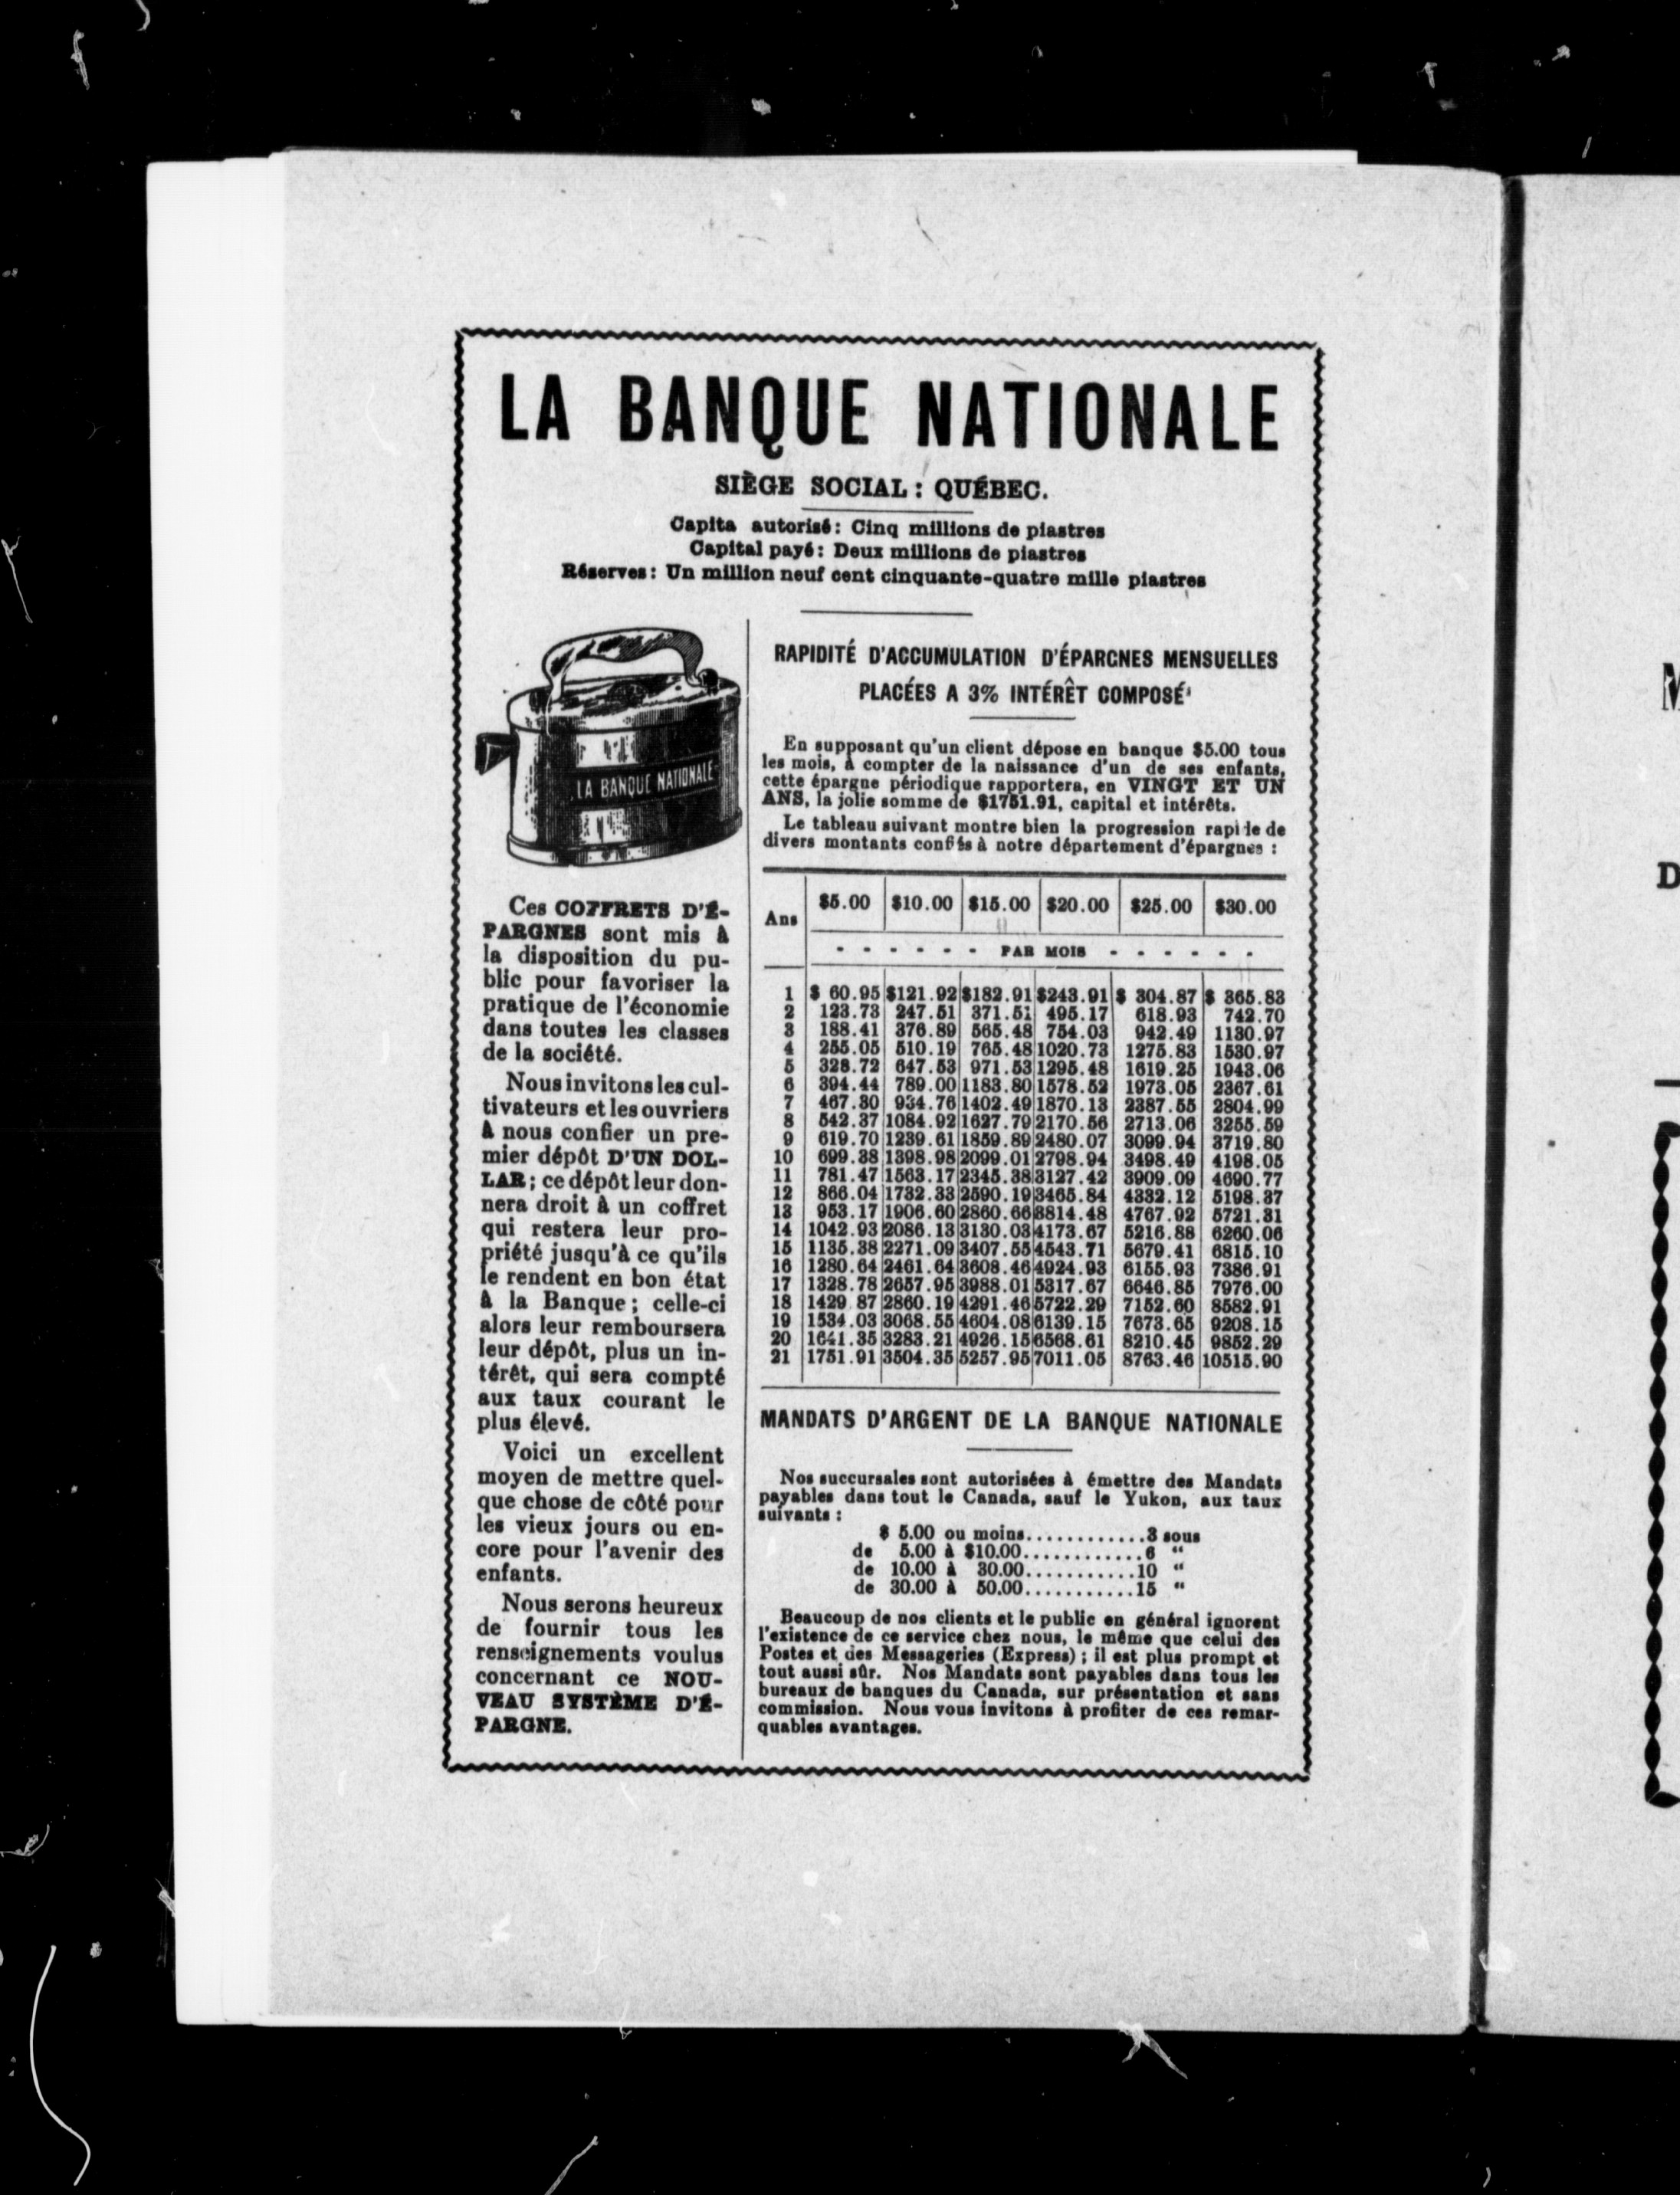 LA BANQUE NATIONALE
SIÈGE SOCIAL : QUÉBEC.
Capita autorisé : Cinq millions de piastres
Capital payé : Deux millions de piastres
Réserves : Un million neuf cent cinquante-quatre mille piastres
LA BANQUE NATIONALE
Ces COFFRETS D'É-
PARGNES sont mis à
la disposition du pu-
blic pour favoriser la
pratique de l'économie
dans toutes les classes
de la société.
Nous invitons les cul-
tivateurs et les ouvriers
à nous confier un pre-
mier dépôt D'UN DOL-
LAR ; ce dépôt leur don-
nera droit à un coffret
qui restera leur pro-
priété jusqu'à ce qu'ils
le rendent en bon état
à la Banque ; celle-ci
alors leur remboursera
leur dépôt, plus un in-
térêt, qui sera compté
aux taux courant le
plus élevé.
Voici un excellent
moyen de mettre quel-
que chose de côté pour
les vieux jours ou en-
core pour l'avenir des
enfants.
Nous serons heureux
de fournir tous les
renseignements voulus
concernant ce NOU-
VEAU SYSTÈME D'É-
PARGNE.
RAPIDITÉ D'ACCUMULATION D'ÉPARGNES MENSUELLES
PLACÉES A 3% INTÉRÊT COMPOSÉ
En supposant qu'un client dépose en banque $5.00 tous
les mois, à compter de la naissance d'un de ses enfants,
cette épargne périodique rapportera, en VINGT ET UN
ANS, la jolie somme de $1751.91, capital et intérêts.
Le tableau suivant montre bien la progression rapide de
divers montants confiés à notre département d'épargnes :
Ans $5.00 $10.00 $15.00 $20.00 $25.00 $30.00
- - - - - - PAR MOIS - - - - - -
1 $ 60.95 $121.92 $182.91 $243.91 $ 304.87 $ 365.83
2 123.73 247.51 371.51 495.17 618.93 742.70
3 188.41 376.89 565.48 754.03 942.49 1130.97
4 255.05 510.19 765.48 1020.73 1275.83 1530.97
5 328.72 647.53 971.53 1295.48 1619.25 1943.06
6 394.44 789.00 1183.80 1578.52 1973.05 2367.61
7 467.30 934.76 1402.49 1870.13 2387.55 2804.99
8 542.37 1084.92 1627.79 2170.56 2713.06 3255.59
9 619.70 1239.61 1859.89 2480.07 3099.94 3719.80
10 699.38 1398.98 2099.01 2798.94 3498.49 4198.05
11 781.47 1563.17 2345.38 3127.42 3909.09 4690.77
12 866.04 1732.33 2590.19 3465.84 4332.12 5198.37
13 953.17 1906.60 2860.66 3814.48 4767.92 5721.31
14 1042.93 2086.13 3130.03 4173.67 5216.88 6260.06
15 1135.38 2271.09 3407.55 4543.71 5679.41 6815.10
16 1280.64 2461.64 3608.46 4924.93 6155.93 7386.91
17 1328.78 2657.95 3988.01 5317.67 6646.85 7976.00
18 1429.87 2860.19 4291.46 5722.29 7152.60 8582.91
19 1534.03 3068.55 4604.08 6139.15 7673.65 9208.15
20 1641.35 3283.21 4926.15 6568.61 8210.45 9852.29
21 1751.91 3504.35 5257.95 7011.05 8763.46 10515.90
MANDATS D'ARGENT DE LA BANQUE NATIONALE
Nos succursales sont autorisées à émettre des Mandats
payables dans tout le Canada, sauf le Yukon, aux taux
suivants :
$ 5.00 ou moins............3 sous
de 5.00 à $10.00............6 “
de 10.00 à 30.00...........10 “
de 30.00 à 50.00...........15 “
Beaucoup de nos clients et le public en général ignorent
l'existence de ce service chez nous, le même que celui des
Postes et des Messageries (Express) ; il est plus prompt et
tout aussi sûr. Nos Mandats sont payables dans tous les
bureaux de banques du Canada, sur présentation et sans
commission. Nous vous invitons à profiter de ces remar-
quables avantages.
M
D